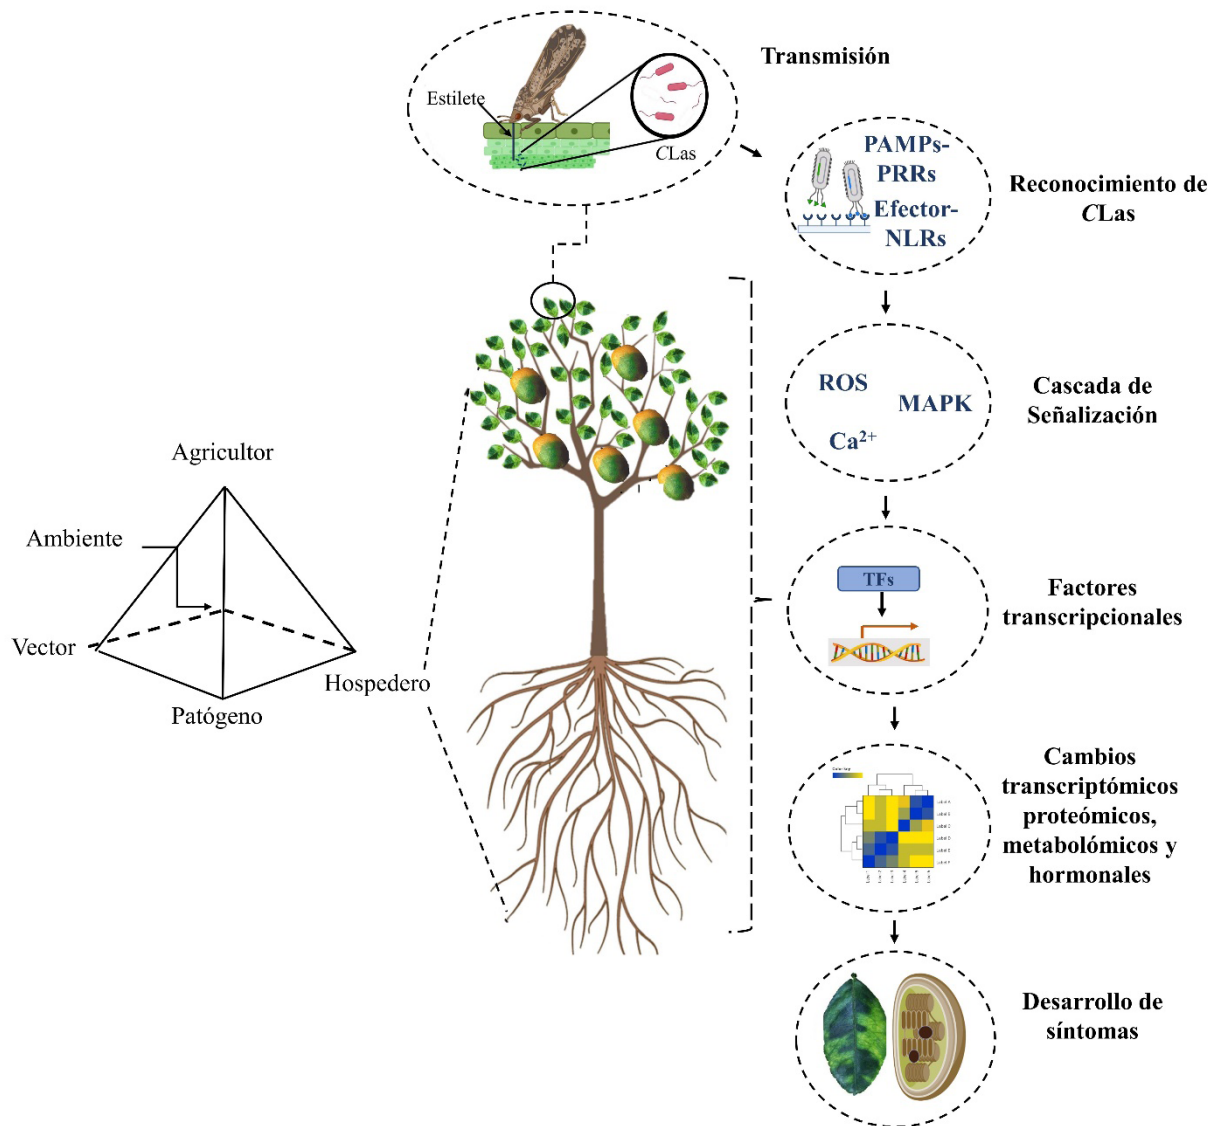 Transmisión
Estilete
CLas
PAMPs-
PRRs
Efector-
NLRs
Reconocimiento de
CLas
ROS
MAPK
Ca²⁺
Cascada de
Señalización
Agricultor
Ambiente
Vector
Hospedero
Patógeno
TFs
Factores
transcripcionales
Cambios
transcriptómicos
proteómicos,
metabolómicos y
hormonales
Desarrollo de
síntomas